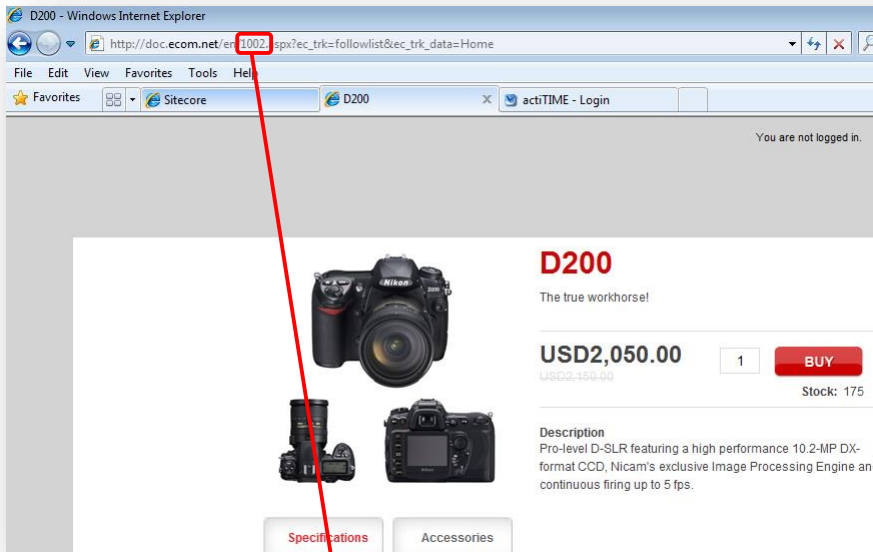 D200 - Windows Internet Explorer
http://doc.ecom.net/en/1002.aspx?ec_trk=followlist&ec_trk_data=Home
File Edit View Favorites Tools Help
Favorites Sitecore D200 actiTIME - Login
You are not logged in.
D200
The true workhorse!
USD2,050.00 1 BUY
USD2,150.00
Stock: 175
Description
Pro-level D-SLR featuring a high performance 10.2-MP DX-
format CCD, Nicam's exclusive Image Processing Engine an
continuous firing up to 5 fps.
Nikon
Specifications Accessories